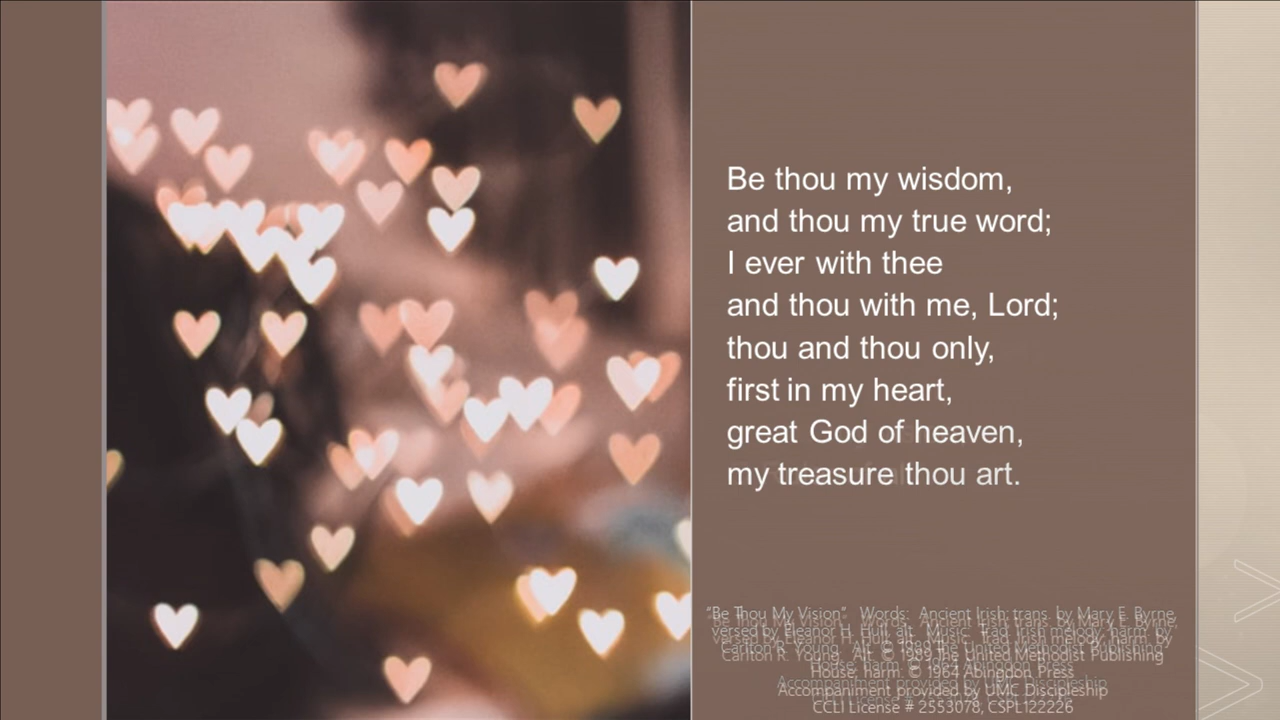 Be thou my wisdom,
and thou my true word;
I ever with thee
and thou with me, Lord;
thou and thou only,
first in my heart,
great God of heaven,
my treasure thou art.
"Be Thou My Vision" Words: Ancient Irish; trans. by Mary E. Byrne,
versed by Eleanor H. Hull, alt. Music: Trad. Irish melody; harm. by
Carlton R. Young. Alt. © 1989 The United Methodist Publishing
House; harm. © 1964 Abingdon Press
Accompaniment provided by UMC Discipleship
CCLI License # 2553078, CSPL122226